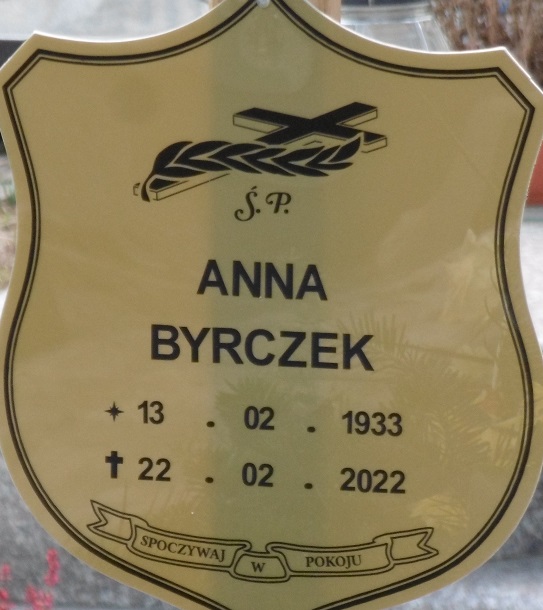 Ś. P.
ANNA
BYRCZEK
13 . 02 . 1933
22 . 02 . 2022
SPOCZYWAJ W POKOJU